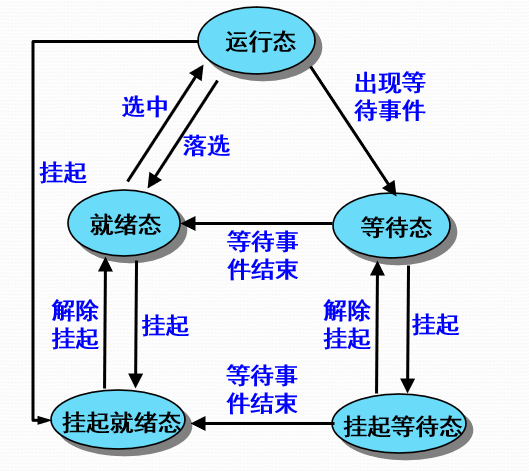 运行态
出现等
待事件
选中
落选
挂起
就绪态
等待态
等待事
件结束
解除
挂起
挂起
解除
挂起
挂起
等待事
件结束
挂起就绪态
挂起等待态